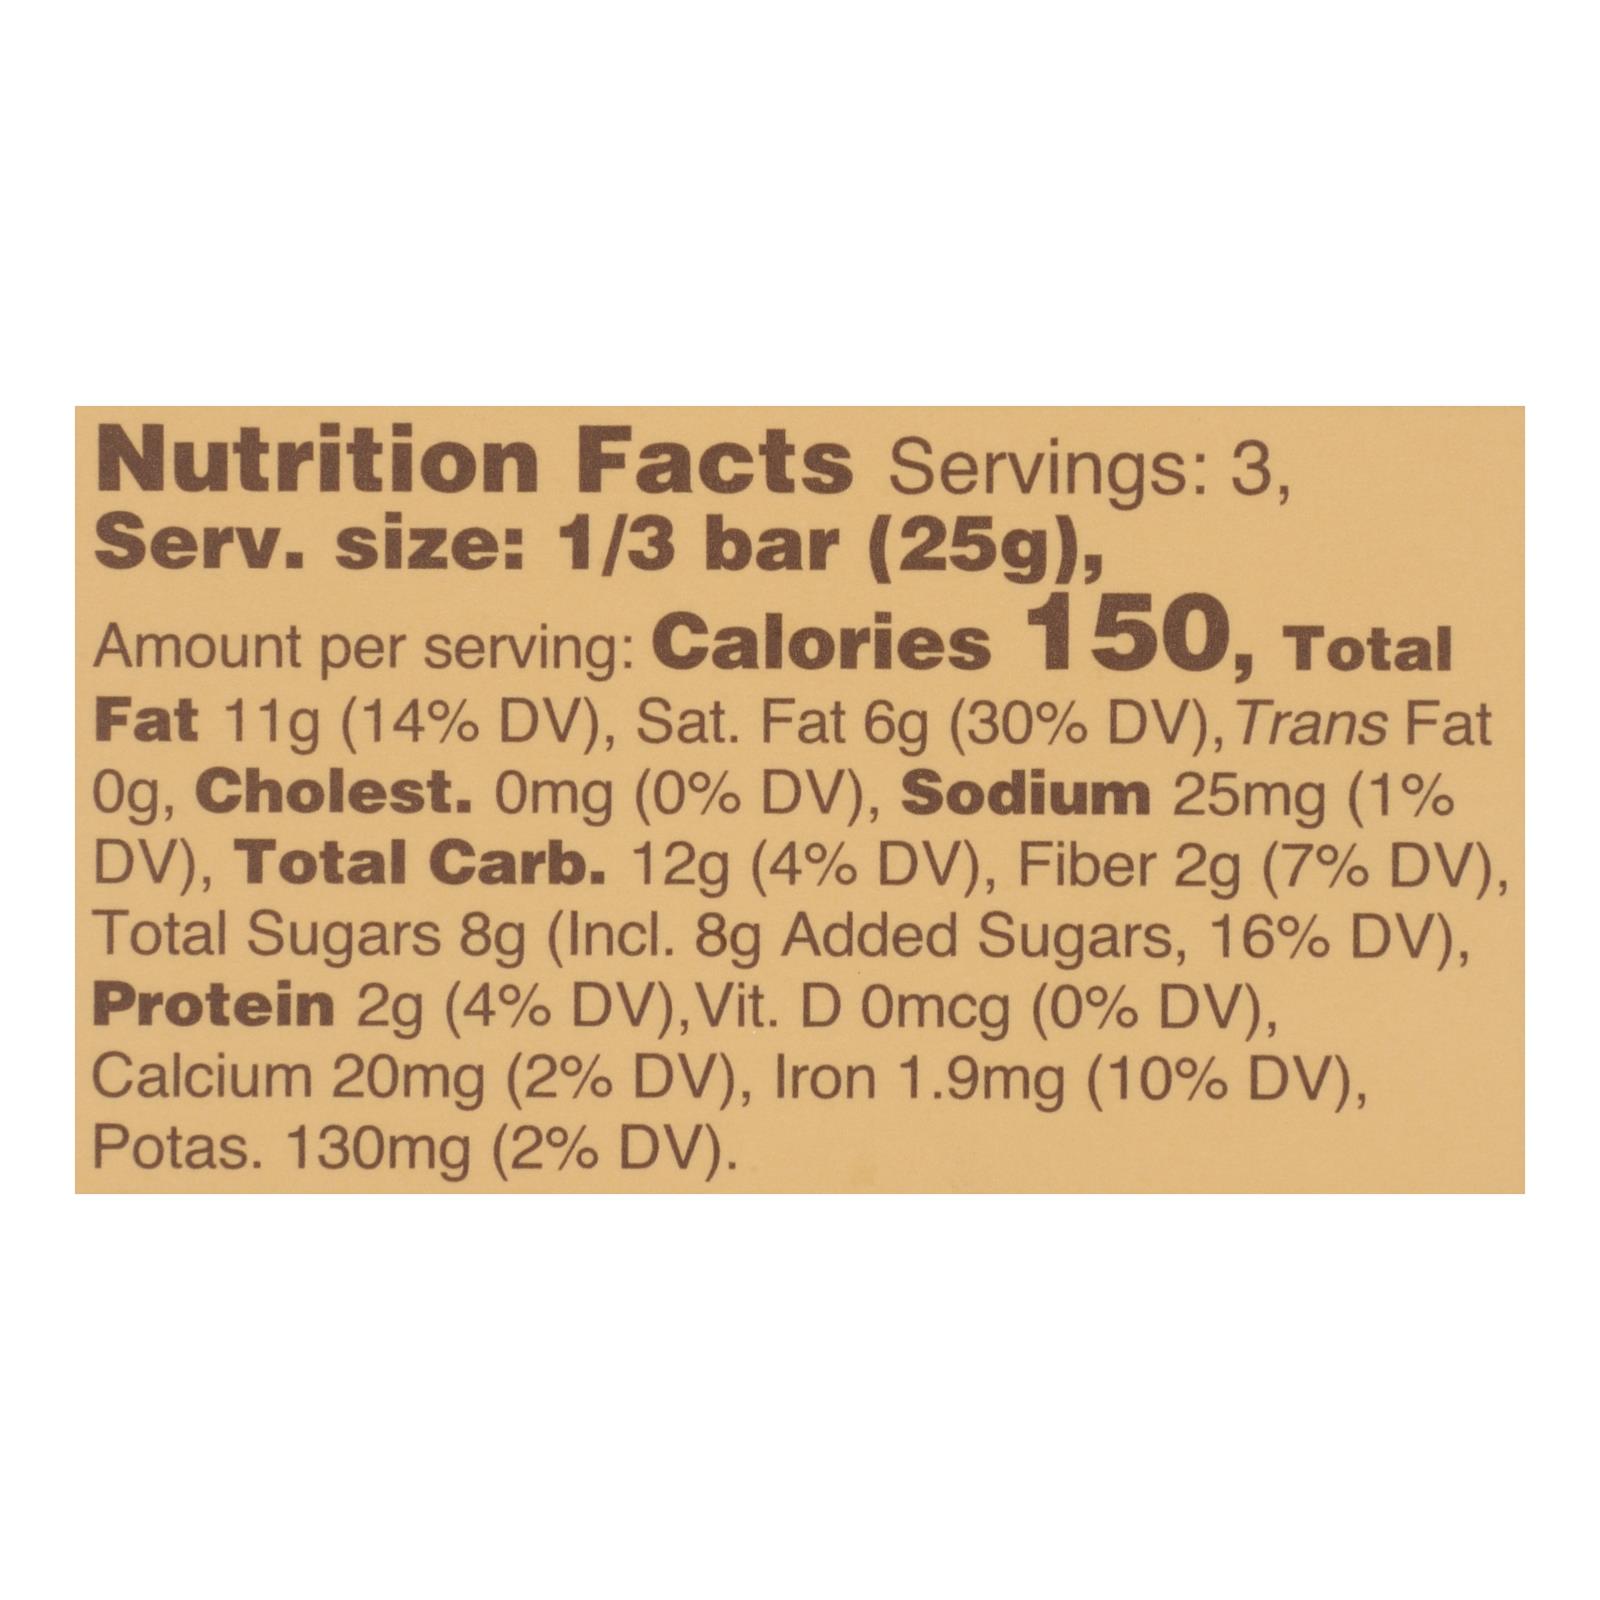 Nutrition Facts Servings: 3,
Serv. size: 1/3 bar (25g),
Amount per serving: Calories 150, Total
Fat 11g (14% DV), Sat. Fat 6g (30% DV), Trans Fat
0g, Cholest. 0mg (0% DV), Sodium 25mg (1%
DV), Total Carb. 12g (4% DV), Fiber 2g (7% DV),
Total Sugars 8g (Incl. 8g Added Sugars, 16% DV),
Protein 2g (4% DV), Vit. D 0mcg (0% DV),
Calcium 20mg (2% DV), Iron 1.9mg (10% DV),
Potas. 130mg (2% DV).